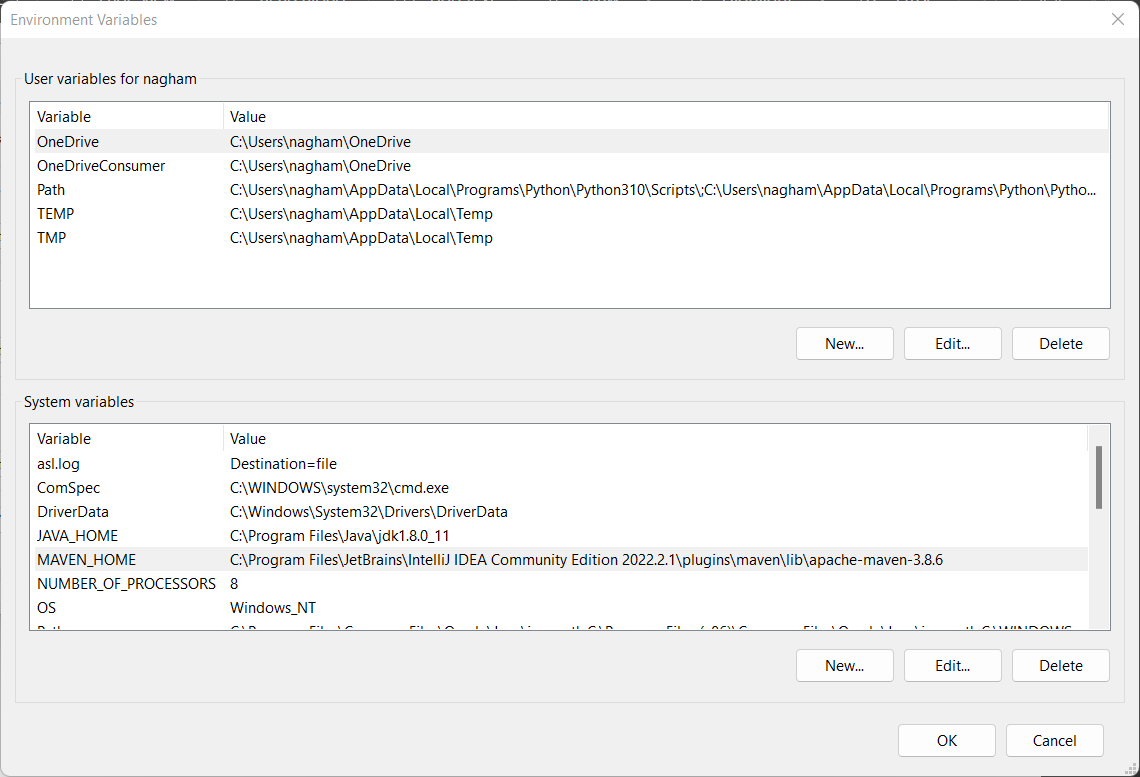 Environment Variables
User variables for nagham
Variable Value
OneDrive C:\Users\nagham\OneDrive
OneDriveConsumer C:\Users\nagham\OneDrive
Path C:\Users\nagham\AppData\Local\Programs\Python\Python310\Scripts\;C:\Users\nagham\AppData\Local\Programs\Python\Pytho...
TEMP C:\Users\nagham\AppData\Local\Temp
TMP C:\Users\nagham\AppData\Local\Temp
New... Edit... Delete
System variables
Variable Value
asl.log Destination=file
ComSpec C:\WINDOWS\system32\cmd.exe
DriverData C:\Windows\System32\Drivers\DriverData
JAVA_HOME C:\Program Files\Java\jdk1.8.0_11
MAVEN_HOME C:\Program Files\JetBrains\IntelliJ IDEA Community Edition 2022.2.1\plugins\maven\lib\apache-maven-3.8.6
NUMBER_OF_PROCESSORS 8
OS Windows_NT
New... Edit... Delete
OK Cancel